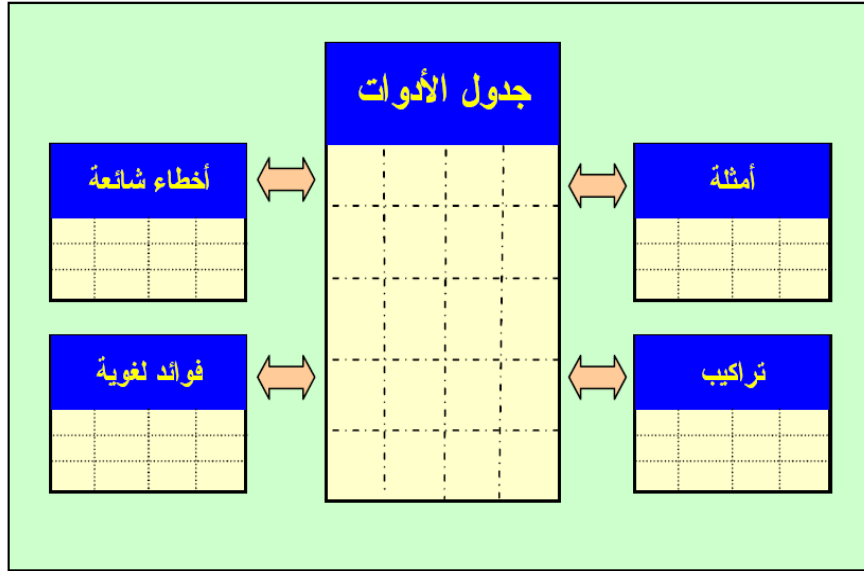 جدول الأدوات
أمثلة
أخطاء شائعة
تراكيب
فوائد لغوية